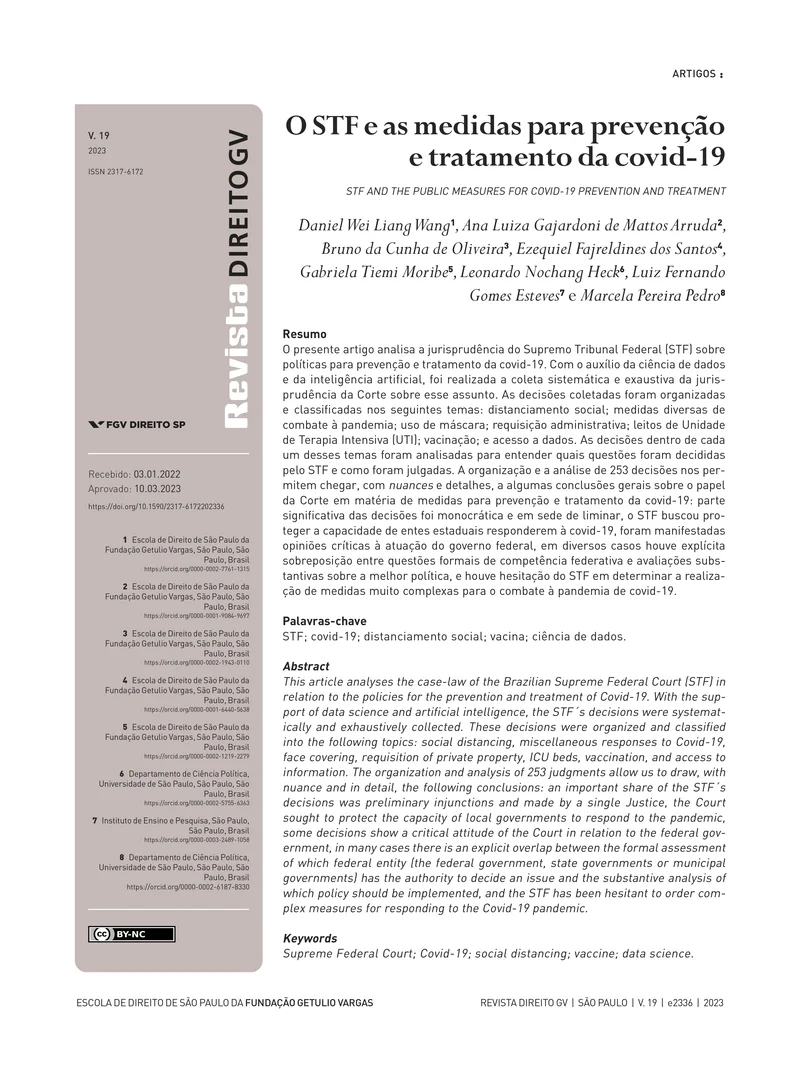 ARTIGOS :
V. 19
2023
ISSN 2317-6172
Revista DIREITO GV
FGV DIREITO SP
Recebido: 03.01.2022
Aprovado: 10.03.2023
https://doi.org/10.1590/2317-6172202336
1 Escola de Direito de São Paulo da
Fundação Getulio Vargas, São Paulo, São
Paulo, Brasil
https://orcid.org/0000-0002-7761-1315
2 Escola de Direito de São Paulo da
Fundação Getulio Vargas, São Paulo, São
Paulo, Brasil
https://orcid.org/0000-0001-9084-9697
3 Escola de Direito de São Paulo da
Fundação Getulio Vargas, São Paulo, São
Paulo, Brasil
https://orcid.org/0000-0002-1943-0110
4 Escola de Direito de São Paulo da
Fundação Getulio Vargas, São Paulo, São
Paulo, Brasil
https://orcid.org/0000-0001-6440-5638
5 Escola de Direito de São Paulo da
Fundação Getulio Vargas, São Paulo, São
Paulo, Brasil
https://orcid.org/0000-0002-1219-2279
6 Departamento de Ciência Política,
Universidade de São Paulo, São Paulo, São
Paulo, Brasil
https://orcid.org/0000-0002-5755-6363
7 Instituto de Ensino e Pesquisa, São Paulo,
São Paulo, Brasil
https://orcid.org/0000-0003-2489-1058
8 Departamento de Ciência Política,
Universidade de São Paulo, São Paulo, São
Paulo, Brasil
https://orcid.org/0000-0002-6187-8330
cc BY-NC
O STF e as medidas para prevenção
e tratamento da covid-19
STF AND THE PUBLIC MEASURES FOR COVID-19 PREVENTION AND TREATMENT
Daniel Wei Liang Wang1, Ana Luiza Gajardoni de Mattos Arruda2,
Bruno da Cunha de Oliveira3, Ezequiel Fajreldines dos Santos4,
Gabriela Tiemi Moribe5, Leonardo Nochang Heck6, Luiz Fernando
Gomes Esteves7 e Marcela Pereira Pedro8
Resumo
O presente artigo analisa a jurisprudência do Supremo Tribunal Federal (STF) sobre
políticas para prevenção e tratamento da covid-19. Com o auxílio da ciência de dados
e da inteligência artificial, foi realizada a coleta sistemática e exaustiva da juris-
prudência da Corte sobre esse assunto. As decisões coletadas foram organizadas
e classificadas nos seguintes temas: distanciamento social; medidas diversas de
combate à pandemia; uso de máscara; requisição administrativa; leitos de Unidade
de Terapia Intensiva (UTI); vacinação; e acesso a dados. As decisões dentro de cada
um desses temas foram analisadas para entender quais questões foram decididas
pelo STF e como foram julgadas. A organização e a análise de 253 decisões nos per-
mitem chegar, com nuances e detalhes, a algumas conclusões gerais sobre o papel
da Corte em matéria de medidas para prevenção e tratamento da covid-19: parte
significativa das decisões foi monocrática e em sede de liminar, o STF buscou pro-
teger a capacidade de entes estaduais responderem à covid-19, foram manifestadas
opiniões críticas à atuação do governo federal, em diversos casos houve explícita
sobreposição entre questões formais de competência federativa e avaliações subs-
tantivas sobre a melhor política, e houve hesitação do STF em determinar a realiza-
ção de medidas muito complexas para o combate à pandemia de covid-19.
Palavras-chave
STF; covid-19; distanciamento social; vacina; ciência de dados.
Abstract
This article analyses the case-law of the Brazilian Supreme Federal Court (STF) in
relation to the policies for the prevention and treatment of Covid-19. With the sup-
port of data science and artificial intelligence, the STF´s decisions were systemat-
ically and exhaustively collected. These decisions were organized and classified
into the following topics: social distancing, miscellaneous responses to Covid-19,
face covering, requisition of private property, ICU beds, vaccination, and access to
information. The organization and analysis of 253 judgments allow us to draw, with
nuance and in detail, the following conclusions: an important share of the STF´s
decisions was preliminary injunctions and made by a single Justice, the Court
sought to protect the capacity of local governments to respond to the pandemic,
some decisions show a critical attitude of the Court in relation to the federal gov-
ernment, in many cases there is an explicit overlap between the formal assessment
of which federal entity (the federal government, state governments or municipal
governments) has the authority to decide an issue and the substantive analysis of
which policy should be implemented, and the STF has been hesitant to order com-
plex measures for responding to the Covid-19 pandemic.
Keywords
Supreme Federal Court; Covid-19; social distancing; vaccine; data science.
ESCOLA DE DIREITO DE SÃO PAULO DA FUNDAÇÃO GETULIO VARGAS
REVISTA DIREITO GV | SÃO PAULO | V. 19 | e2336 | 2023